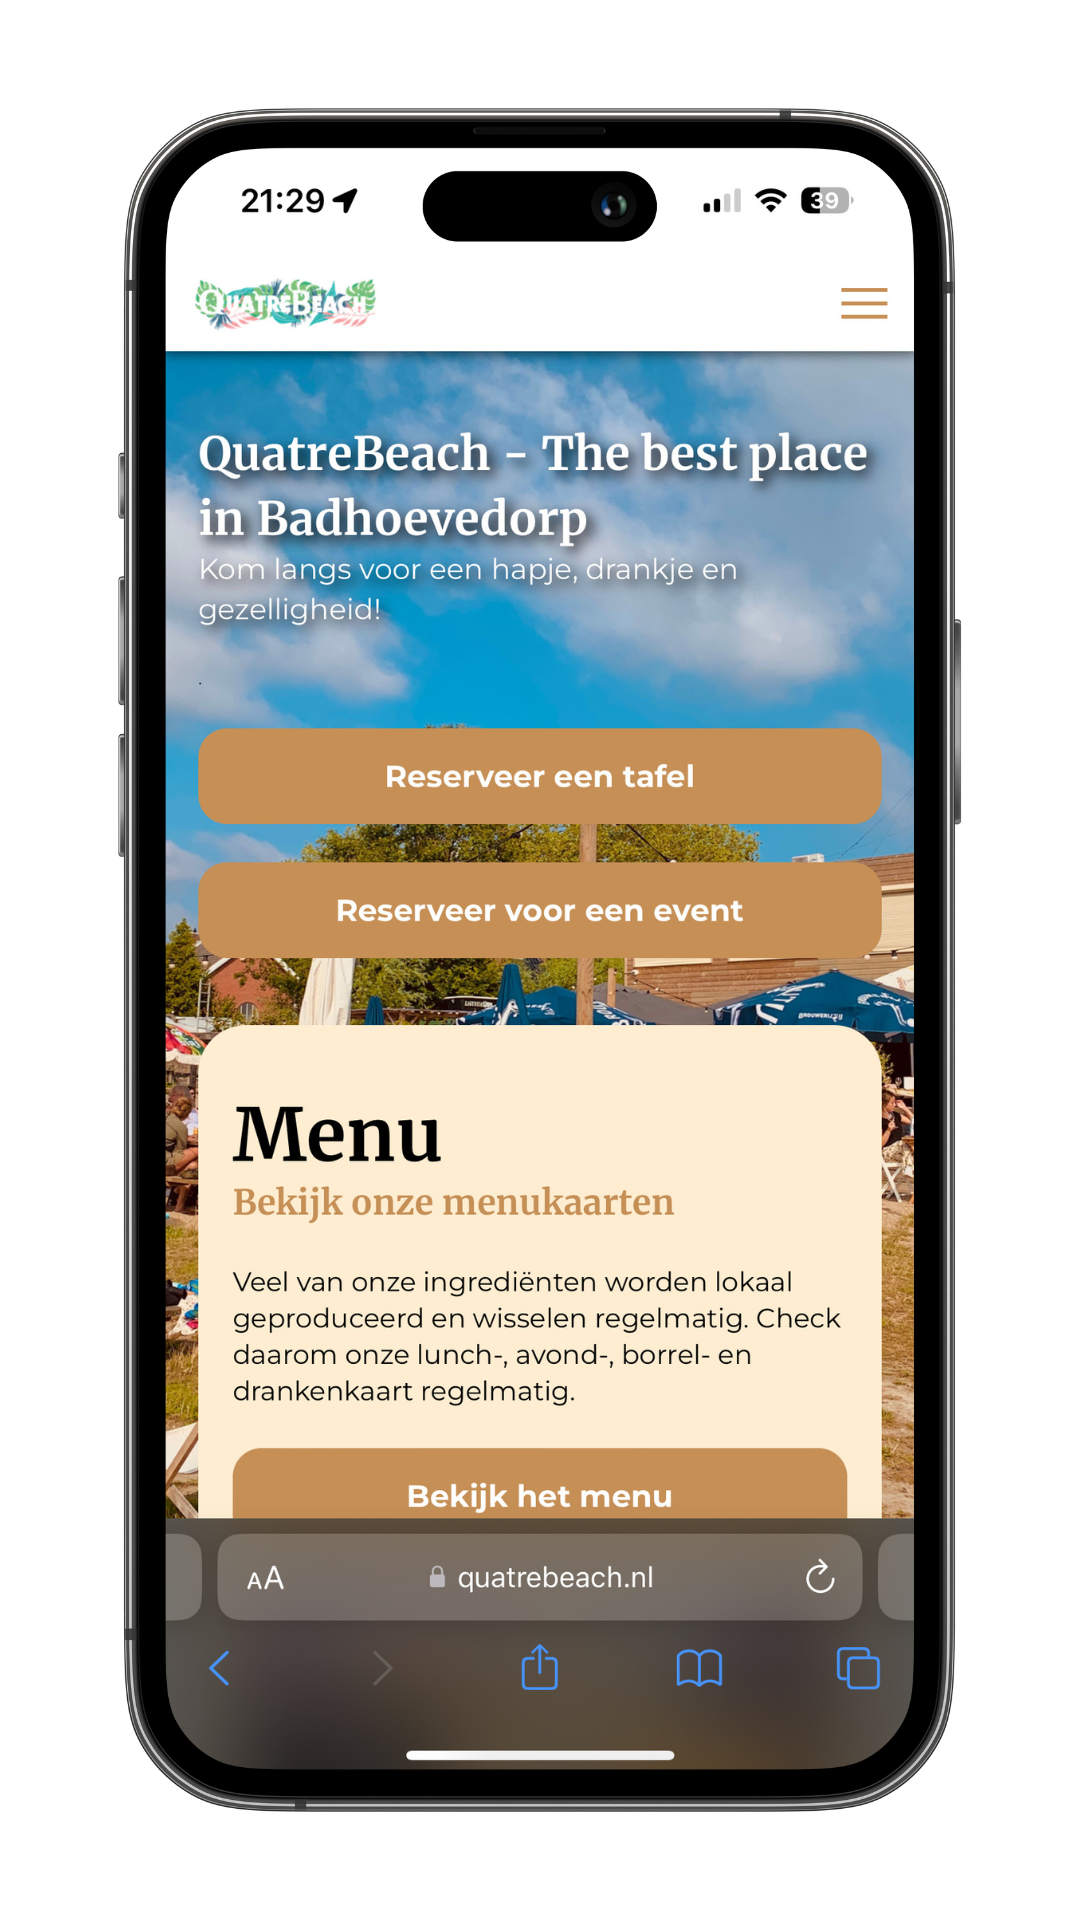 21:29
39
QUATREBEACH
QuatreBeach - The best place
in Badhoevedorp
Kom langs voor een hapje, drankje en
gezelligheid!
.
Reserveer een tafel
Reserveer voor een event
BROUWERIJ 'T IJ
Menu
Bekijk onze menukaarten
Veel van onze ingrediënten worden lokaal
geproduceerd en wisselen regelmatig. Check
daarom onze lunch-, avond-, borrel- en
drankenkaart regelmatig.
Bekijk het menu
AA
quatrebeach.nl